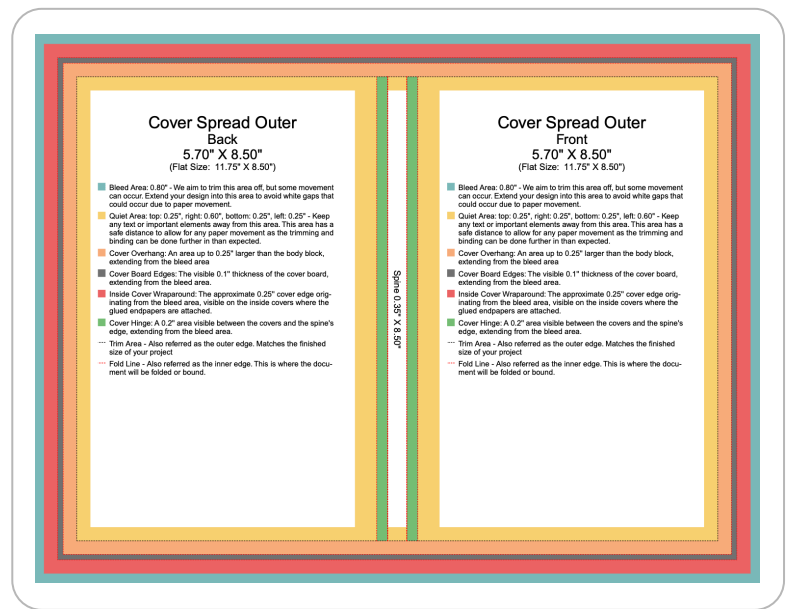 Cover Spread Outer
Back
5.70" X 8.50"
(Flat Size: 11.75" X 8.50")
Bleed Area: 0.80" - We aim to trim this area off, but some movement
can occur. Extend your design into this area to avoid white gaps that
could occur due to paper movement.
Quiet Area: top: 0.25", right: 0.60", bottom: 0.25", left: 0.25" - Keep
any text or important elements away from this area. This area has a
safe distance to allow for any paper movement as the trimming and
binding can be done further in than expected.
Cover Overhang: An area up to 0.25" larger than the body block,
extending from the bleed area
Cover Board Edges: The visible 0.1" thickness of the cover board,
extending from the bleed area.
Inside Cover Wraparound: The approximate 0.25" cover edge orig-
inating from the bleed area, visible on the inside covers where the
glued endpapers are attached.
Cover Hinge: A 0.2" area visible between the covers and the spine's
edge, extending from the bleed area.
Trim Area - Also referred as the outer edge. Matches the finished
size of your project
Fold Line - Also referred as the inner edge. This is where the docu-
ment will be folded or bound.
Spine 0.35" X 8.50"
Cover Spread Outer
Front
5.70" X 8.50"
(Flat Size: 11.75" X 8.50")
Bleed Area: 0.80" - We aim to trim this area off, but some movement
can occur. Extend your design into this area to avoid white gaps that
could occur due to paper movement.
Quiet Area: top: 0.25", right: 0.25", bottom: 0.25", left: 0.60" - Keep
any text or important elements away from this area. This area has a
safe distance to allow for any paper movement as the trimming and
binding can be done further in than expected.
Cover Overhang: An area up to 0.25" larger than the body block,
extending from the bleed area
Cover Board Edges: The visible 0.1" thickness of the cover board,
extending from the bleed area.
Inside Cover Wraparound: The approximate 0.25" cover edge orig-
inating from the bleed area, visible on the inside covers where the
glued endpapers are attached.
Cover Hinge: A 0.2" area visible between the covers and the spine's
edge, extending from the bleed area.
Trim Area - Also referred as the outer edge. Matches the finished
size of your project
Fold Line - Also referred as the inner edge. This is where the docu-
ment will be folded or bound.